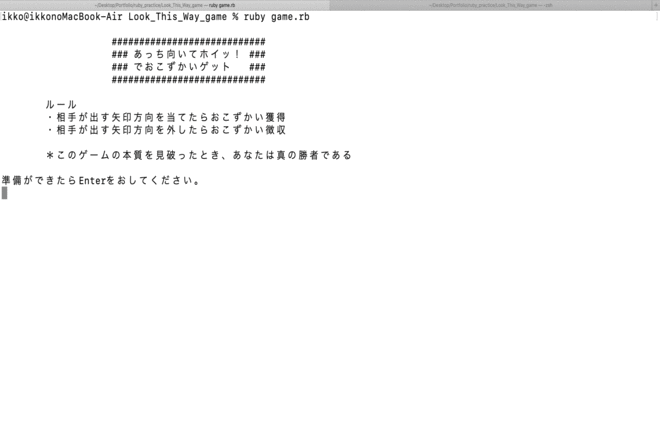 ~/Desktop/Portfolio/ruby_practice/Look_This_Way_game — ruby game.rb
~/Desktop/Portfolio/ruby_practice/Look_This_Way_game — -zsh
ikko@ikkonoMacBook-Air Look_This_Way_game % ruby game.rb
############################
### あっち向いてホイッ！ ###
### でおこずかいゲット ###
############################
ルール
・相手が出す矢印方向を当てたらおこずかい獲得
・相手が出す矢印方向を外したらおこずかい徴収
＊このゲームの本質を見破ったとき、あなたは真の勝者である
準備ができたらEnterをおしてください。